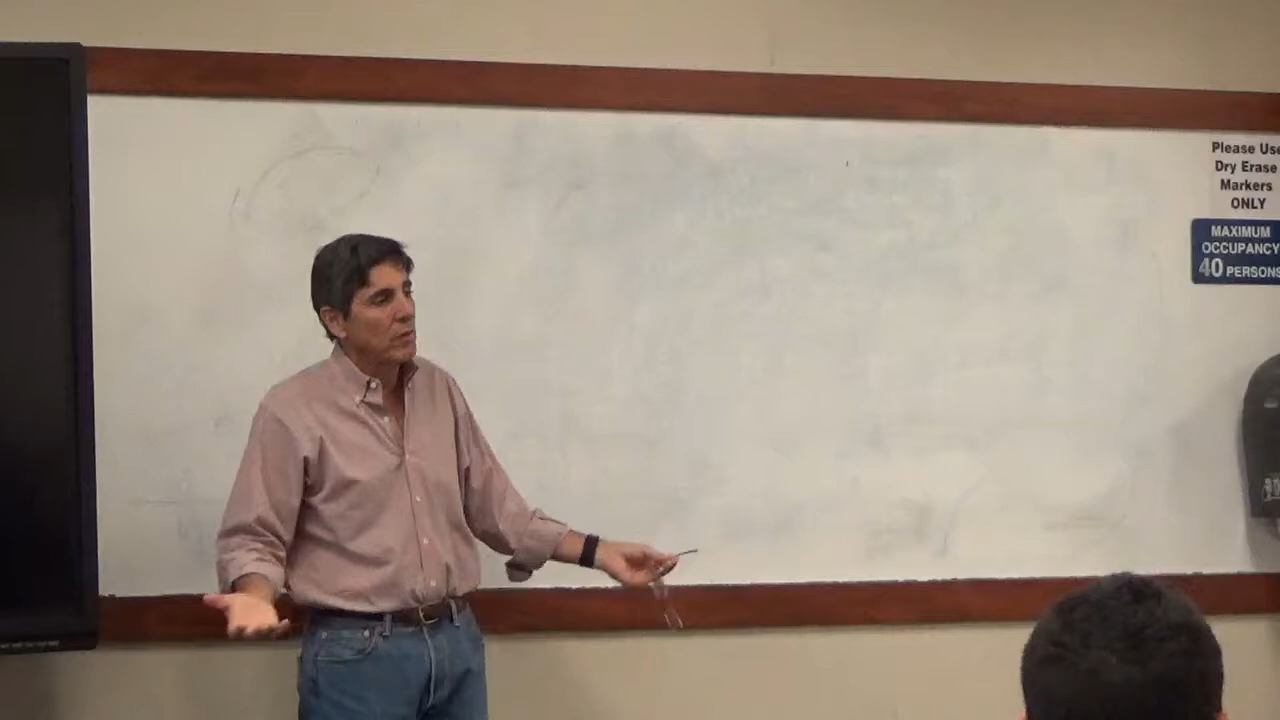 Please Use
Dry Erase
Markers
ONLY
MAXIMUM
OCCUPANCY
40 PERSONS